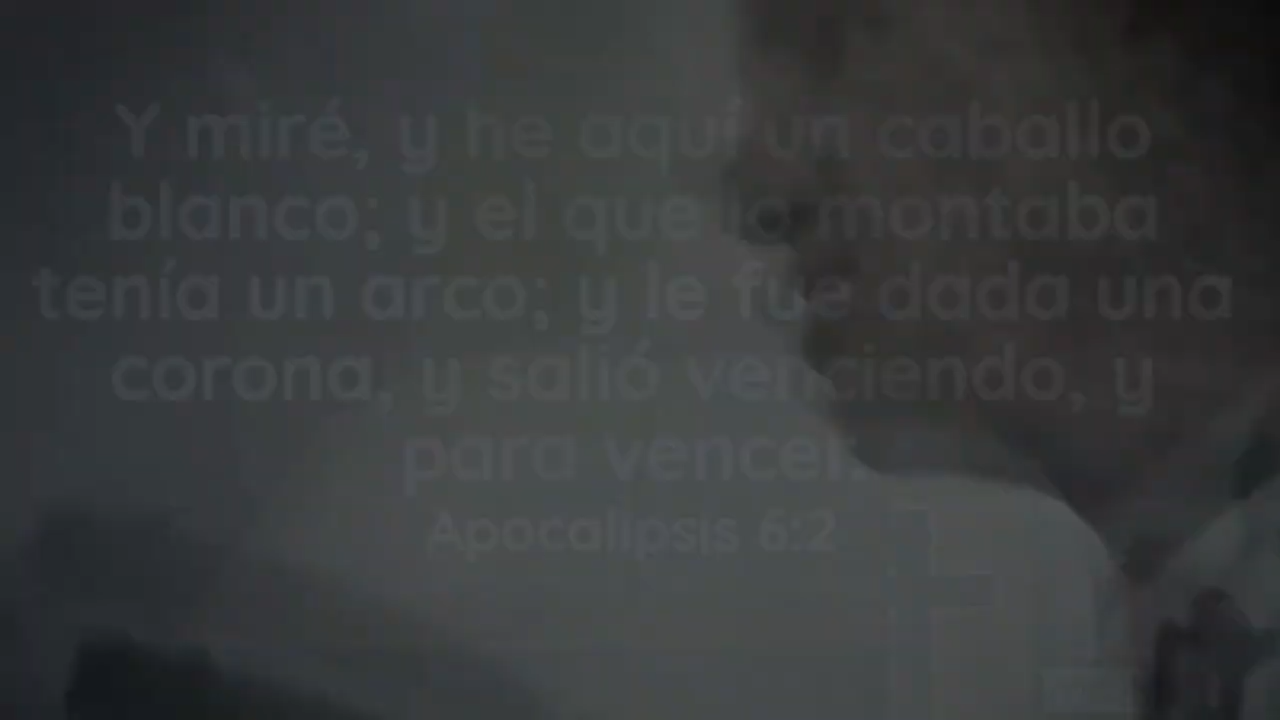 Y miré, y he aquí un caballo
blanco; y el que lo montaba
tenía un arco; y le fue dada una
corona, y salió venciendo, y
para vencer.
Apocalipsis 6:2